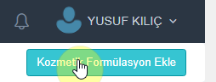 YUSUF KILIÇ
Kozmetik Formülasyon Ekle